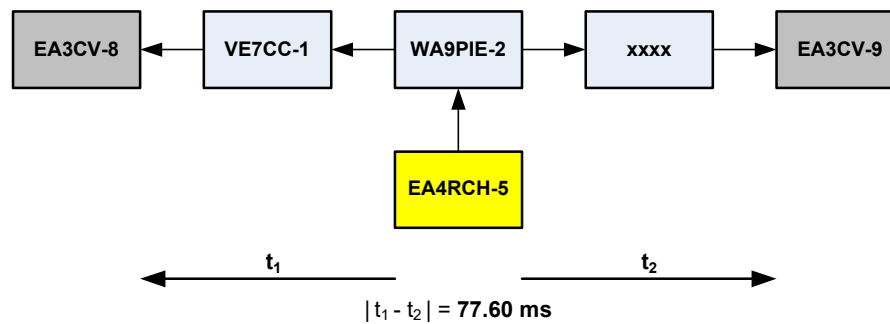 EA3CV-8 VE7CC-1 WA9PIE-2 xxxx EA3CV-9
EA4RCH-5
t₁ t₂
| t₁ - t₂ | = 77.60 ms